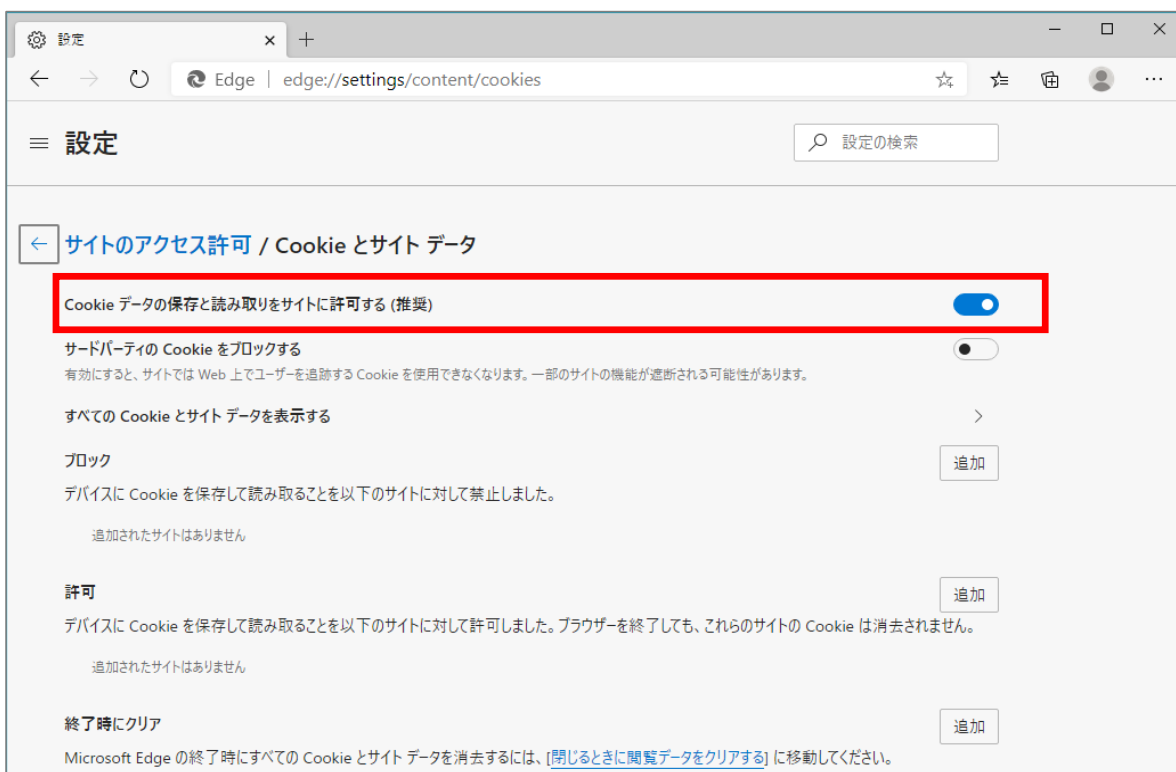 設定
Edge | edge://settings/content/cookies
設定
設定の検索
サイトのアクセス許可 / Cookie とサイト データ
Cookie データの保存と読み取りをサイトに許可する (推奨)
サードパーティの Cookie をブロックする
有効にすると、サイトでは Web 上でユーザーを追跡する Cookie を使用できなくなります。一部のサイトの機能が遮断される可能性があります。
すべての Cookie とサイト データを表示する
ブロック
追加
デバイスに Cookie を保存して読み取ることを以下のサイトに対して禁止しました。
追加されたサイトはありません
許可
追加
デバイスに Cookie を保存して読み取ることを以下のサイトに対して許可しました。ブラウザーを終了しても、これらのサイトの Cookie は消去されません。
追加されたサイトはありません
終了時にクリア
追加
Microsoft Edge の終了時にすべての Cookie とサイト データを消去するには、[閉じるときに閲覧データをクリアする] に移動してください。